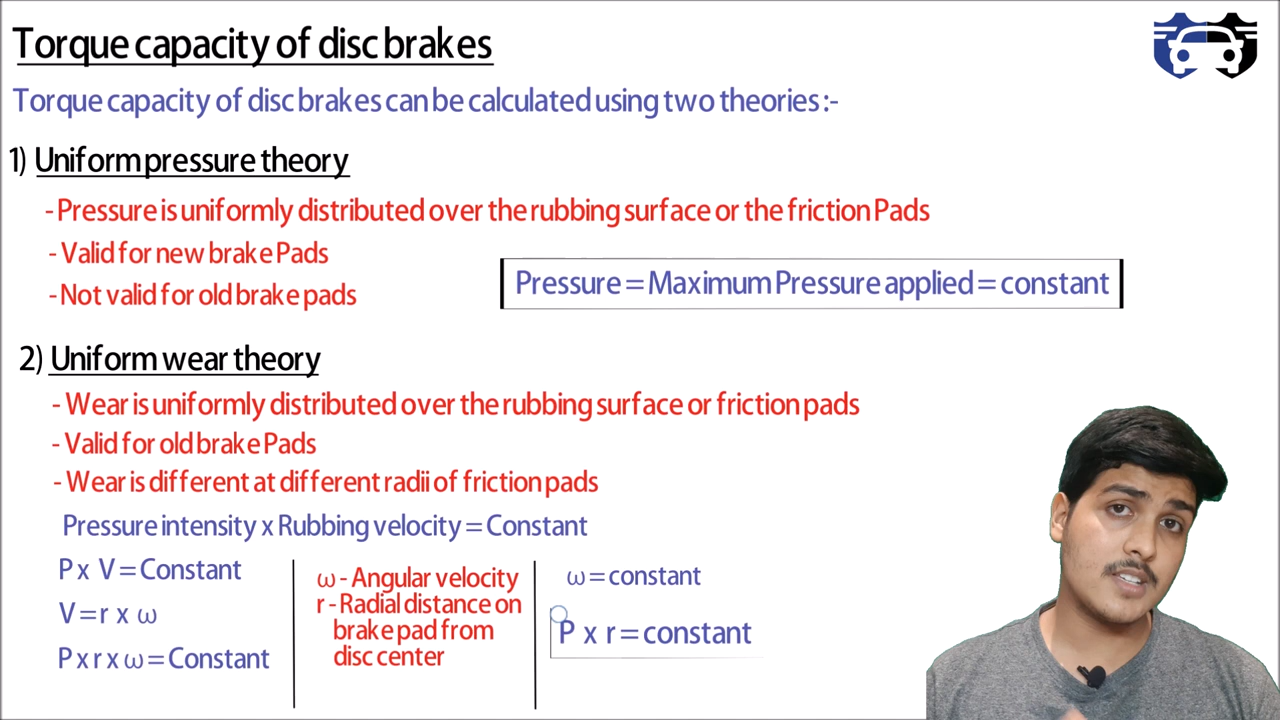 Torque capacity of disc brakes
Torque capacity of disc brakes can be calculated using two theories :-
1) Uniform pressure theory
- Pressure is uniformly distributed over the rubbing surface or the friction Pads
- Valid for new brake Pads
- Not valid for old brake pads
Pressure = Maximum Pressure applied = constant
2) Uniform wear theory
- Wear is uniformly distributed over the rubbing surface or friction pads
- Valid for old brake Pads
- Wear is different at different radii of friction pads
Pressure intensity x Rubbing velocity = Constant
P x V = Constant
V = r x ω
P x r x ω = Constant
ω - Angular velocity
r - Radial distance on
brake pad from
disc center
ω = constant
P x r = constant